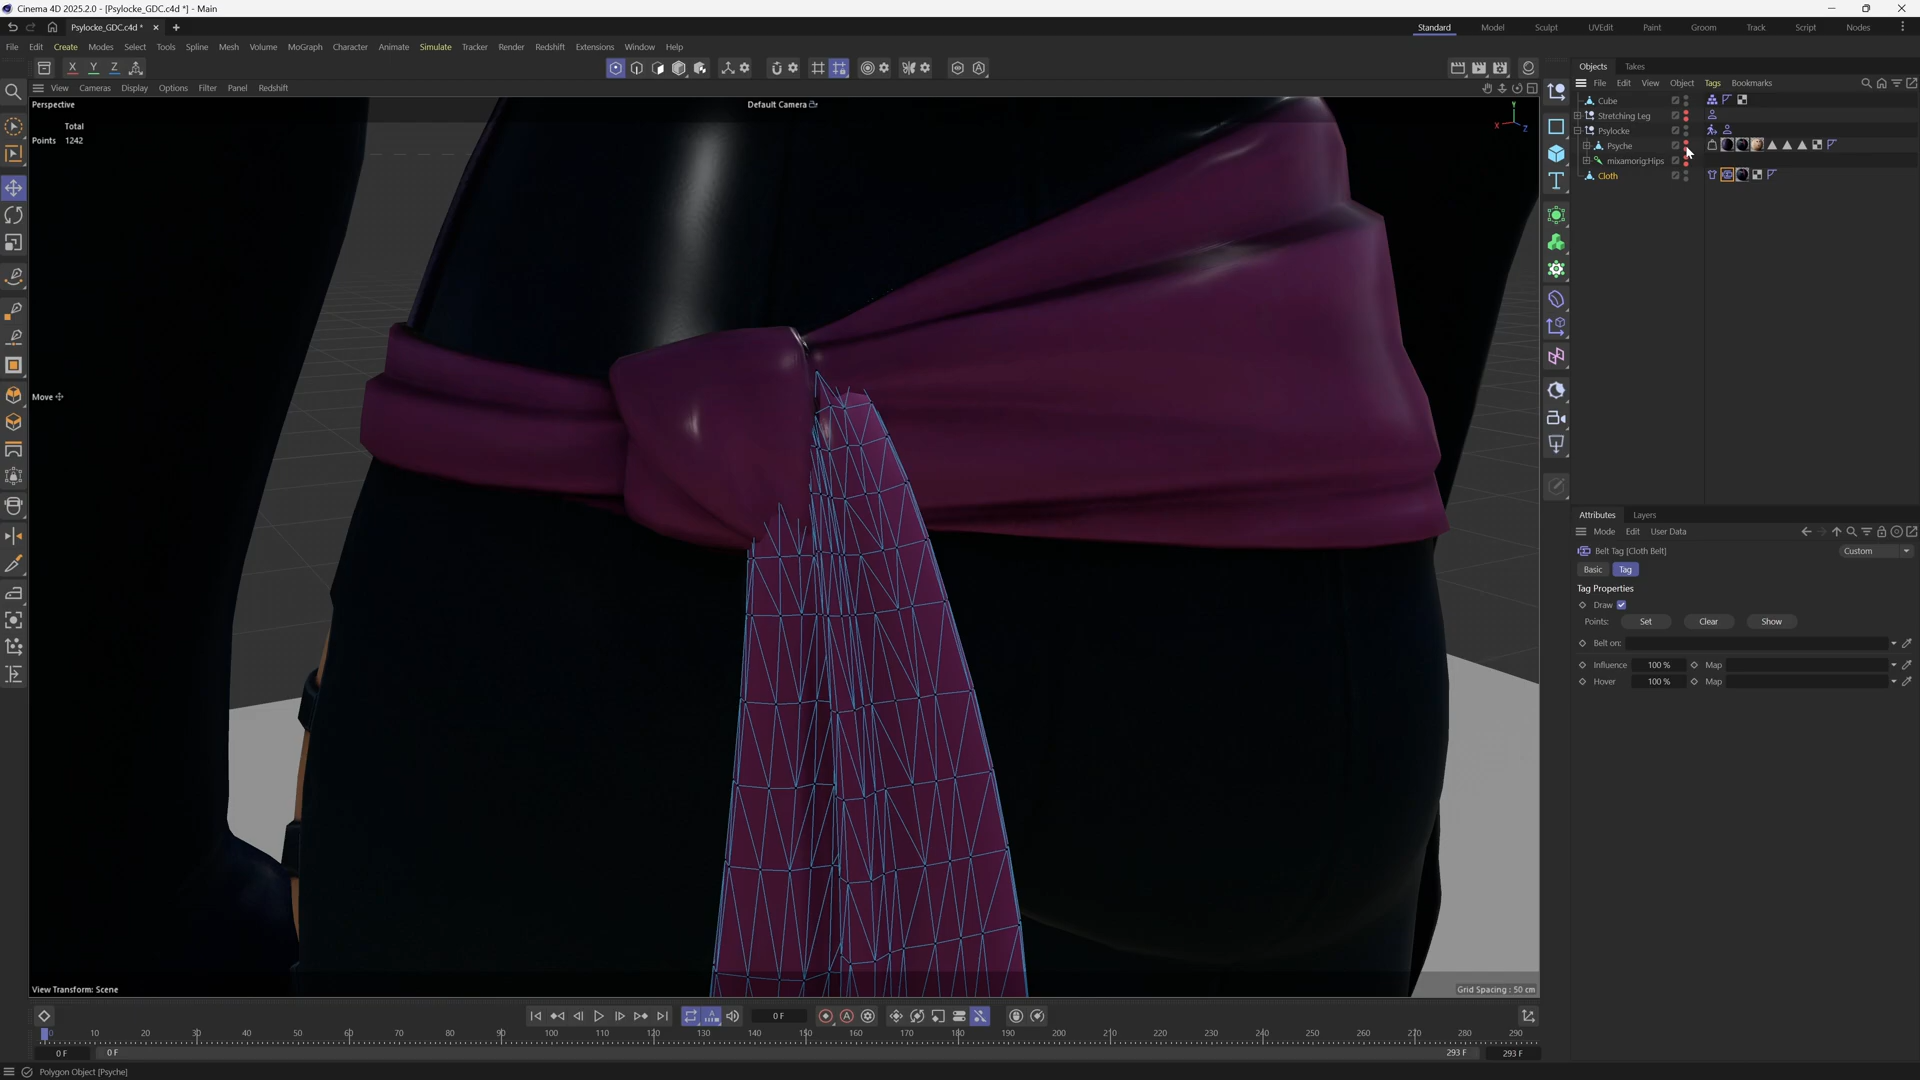 Cinema 4D 2025.2.0 - [Psylocke_GDC.c4d *] - Main
Psylocke_GDC.c4d *
Standard Model Sculpt UVEdit Paint Groom Track Script Nodes
File Edit Create Modes Select Tools Spline Mesh Volume MoGraph Character Animate Simulate Tracker Render Redshift Extensions Window Help
X Y Z
Objects Takes
File Edit View Object Tags Bookmarks
View Cameras Display Options Filter Panel Redshift
Perspective
Default Camera
Total
Points 1242
Y
X
Z
Cube
Stretching Leg
Psylocke
Psyche
mixamorig:Hips
Cloth
Move
Attributes Layers
Mode Edit User Data
Belt Tag [Cloth Belt]
Custom
Basic Tag
Tag Properties
Draw
Points: Set Clear Show
Belt on:
Influence 100 % Map
Hover 100 % Map
View Transform: Scene
Grid Spacing : 50 cm
0 F
0 10 20 30 40 50 60 70 80 90 100 110 120 130 140 150 160 170 180 190 200 210 220 230 240 250 260 270 280 290
0 F 0 F 293 F 293 F
Polygon Object [Psyche]